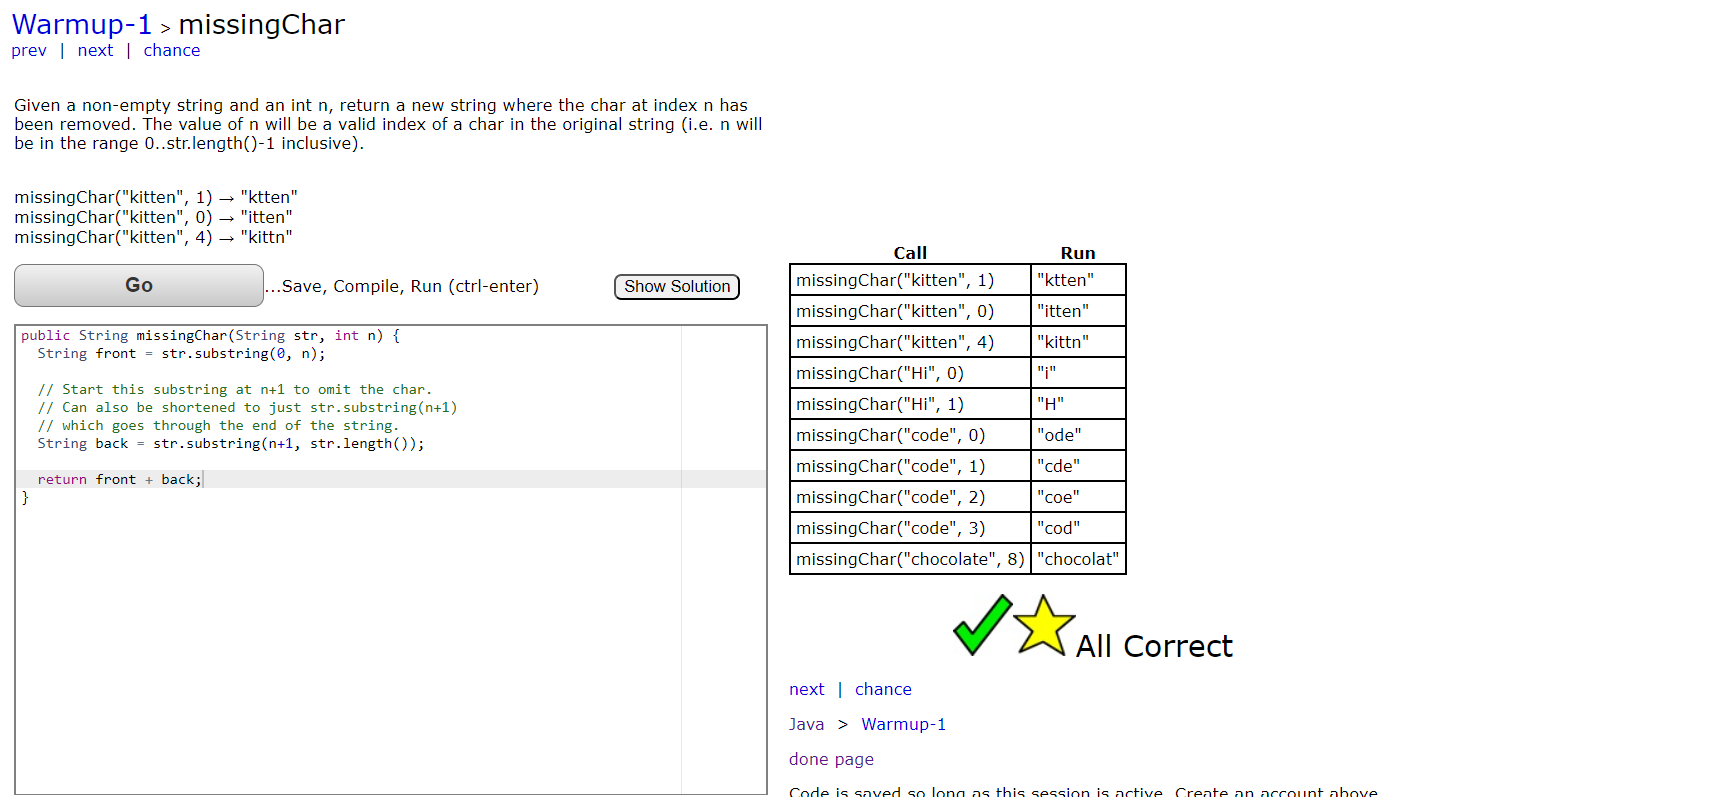 Warmup-1 > missingChar
prev | next | chance
Given a non-empty string and an int n, return a new string where the char at index n has
been removed. The value of n will be a valid index of a char in the original string (i.e. n will
be in the range 0..str.length()-1 inclusive).
missingChar("kitten", 1) → "ktten"
missingChar("kitten", 0) → "itten"
missingChar("kitten", 4) → "kittn"
Go ...Save, Compile, Run (ctrl-enter) Show Solution
public String missingChar(String str, int n) {
  String front = str.substring(0, n);
  // Start this substring at n+1 to omit the char.
  // Can also be shortened to just str.substring(n+1)
  // which goes through the end of the string.
  String back = str.substring(n+1, str.length());
  return front + back;
}
Call Run
missingChar("kitten", 1) "ktten"
missingChar("kitten", 0) "itten"
missingChar("kitten", 4) "kittn"
missingChar("Hi", 0) "i"
missingChar("Hi", 1) "H"
missingChar("code", 0) "ode"
missingChar("code", 1) "cde"
missingChar("code", 2) "coe"
missingChar("code", 3) "cod"
missingChar("chocolate", 8) "chocolat"
All Correct
next | chance
Java > Warmup-1
done page
Code is saved so long as this session is active. Create an account above